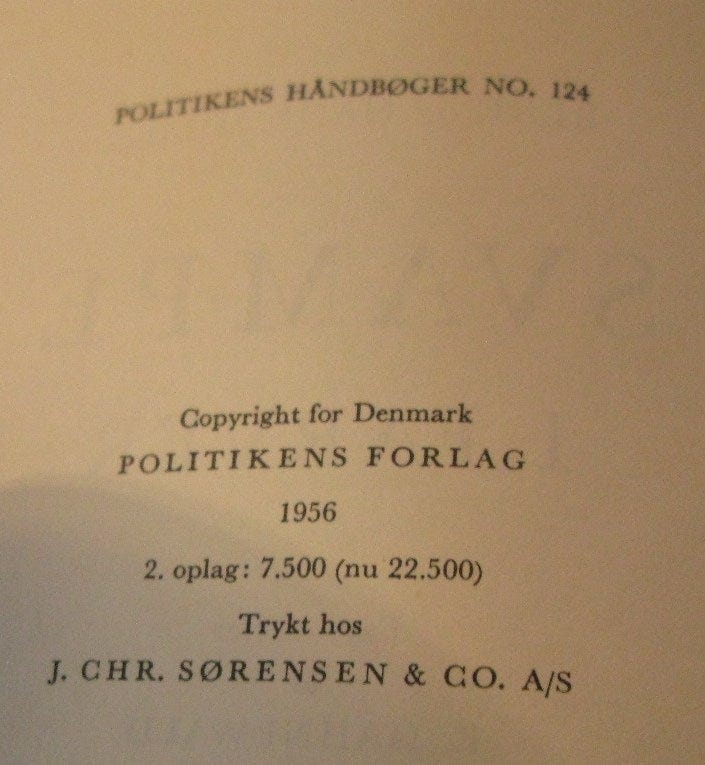 POLITIKENS HÅNDBØGER NO. 124
SVAMPE
Copyright for Denmark
POLITIKENS FORLAG
1956
2. oplag: 7.500 (nu 22.500)
Trykt hos
J. CHR. SØRENSEN & CO. A/S